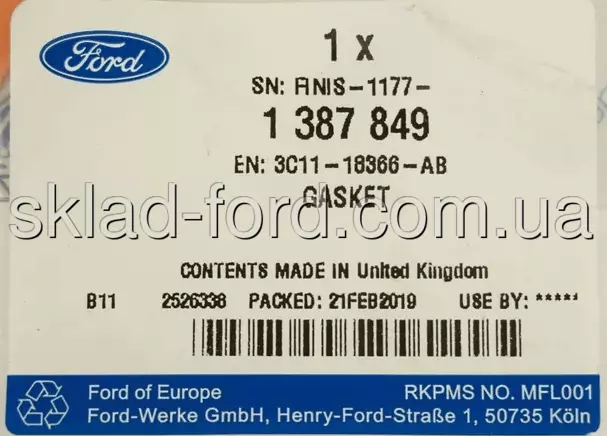 Ford
1 x
SN: FINIS-1177-
1 387 849
EN: 3C11-18366-AB
GASKET
sklad-ford.com.ua
CONTENTS MADE IN United Kingdom
B11 2526338 PACKED: 21FEB2019 USE BY: *****
Ford of Europe RKPMS NO. MFL001
Ford-Werke GmbH, Henry-Ford-Straße 1, 50735 Köln